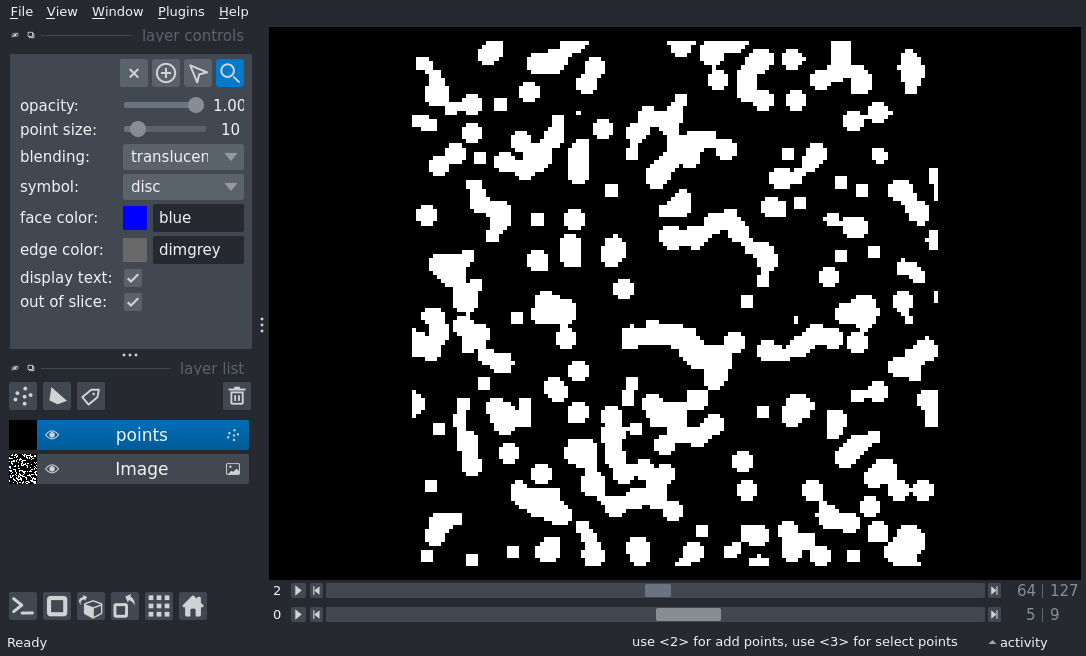 File View Window Plugins Help
layer controls
opacity: 1.00
point size: 10
blending: translucen
symbol: disc
face color: blue
edge color: dimgrey
display text:
out of slice:
layer list
points
Image
2 64 | 127
0 5 | 9
Ready use <2> for add points, use <3> for select points activity